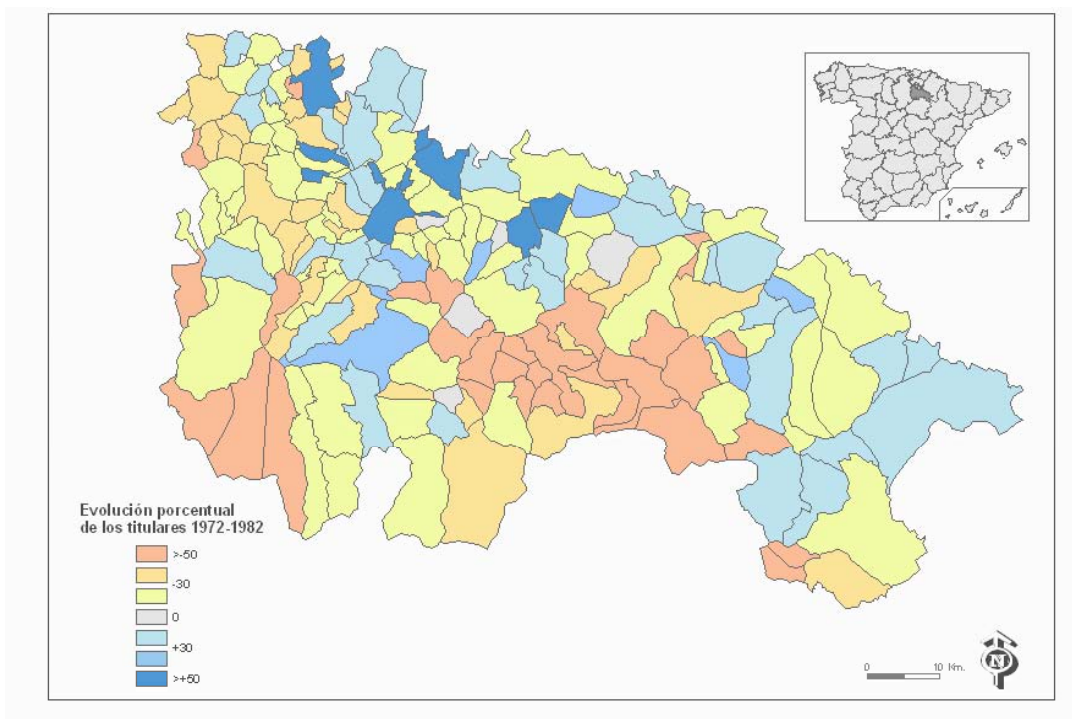 Evolución porcentual
de los titulares 1972-1982
>-50
-30
0
+30
>+50
0 10 Km.
N